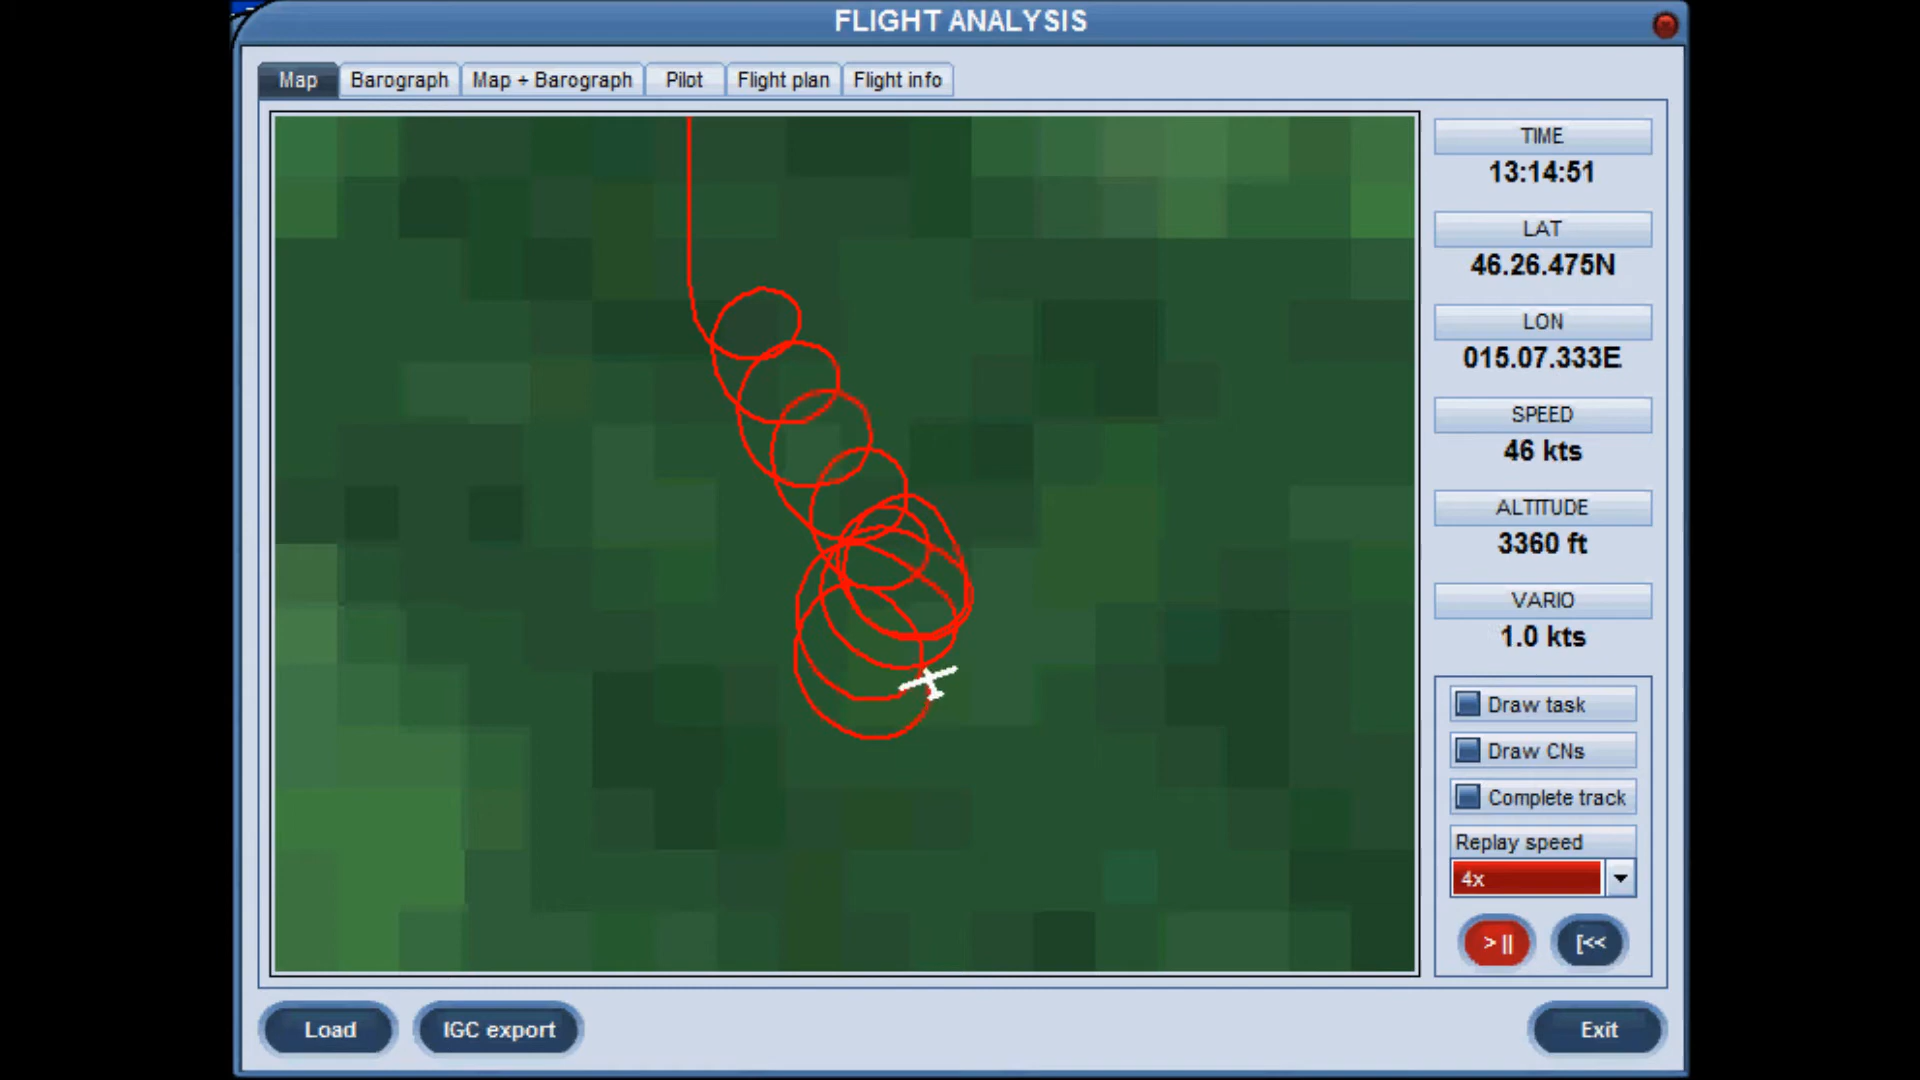 FLIGHT ANALYSIS
Map
Barograph
Map + Barograph
Pilot
Flight plan
Flight info
TIME
13:14:51
LAT
46.26.475N
LON
015.07.333E
SPEED
46 kts
ALTITUDE
3360 ft
VARIO
1.0 kts
Draw task
Draw CNs
Complete track
Replay speed
4x
> ||
[<<
Load
IGC export
Exit